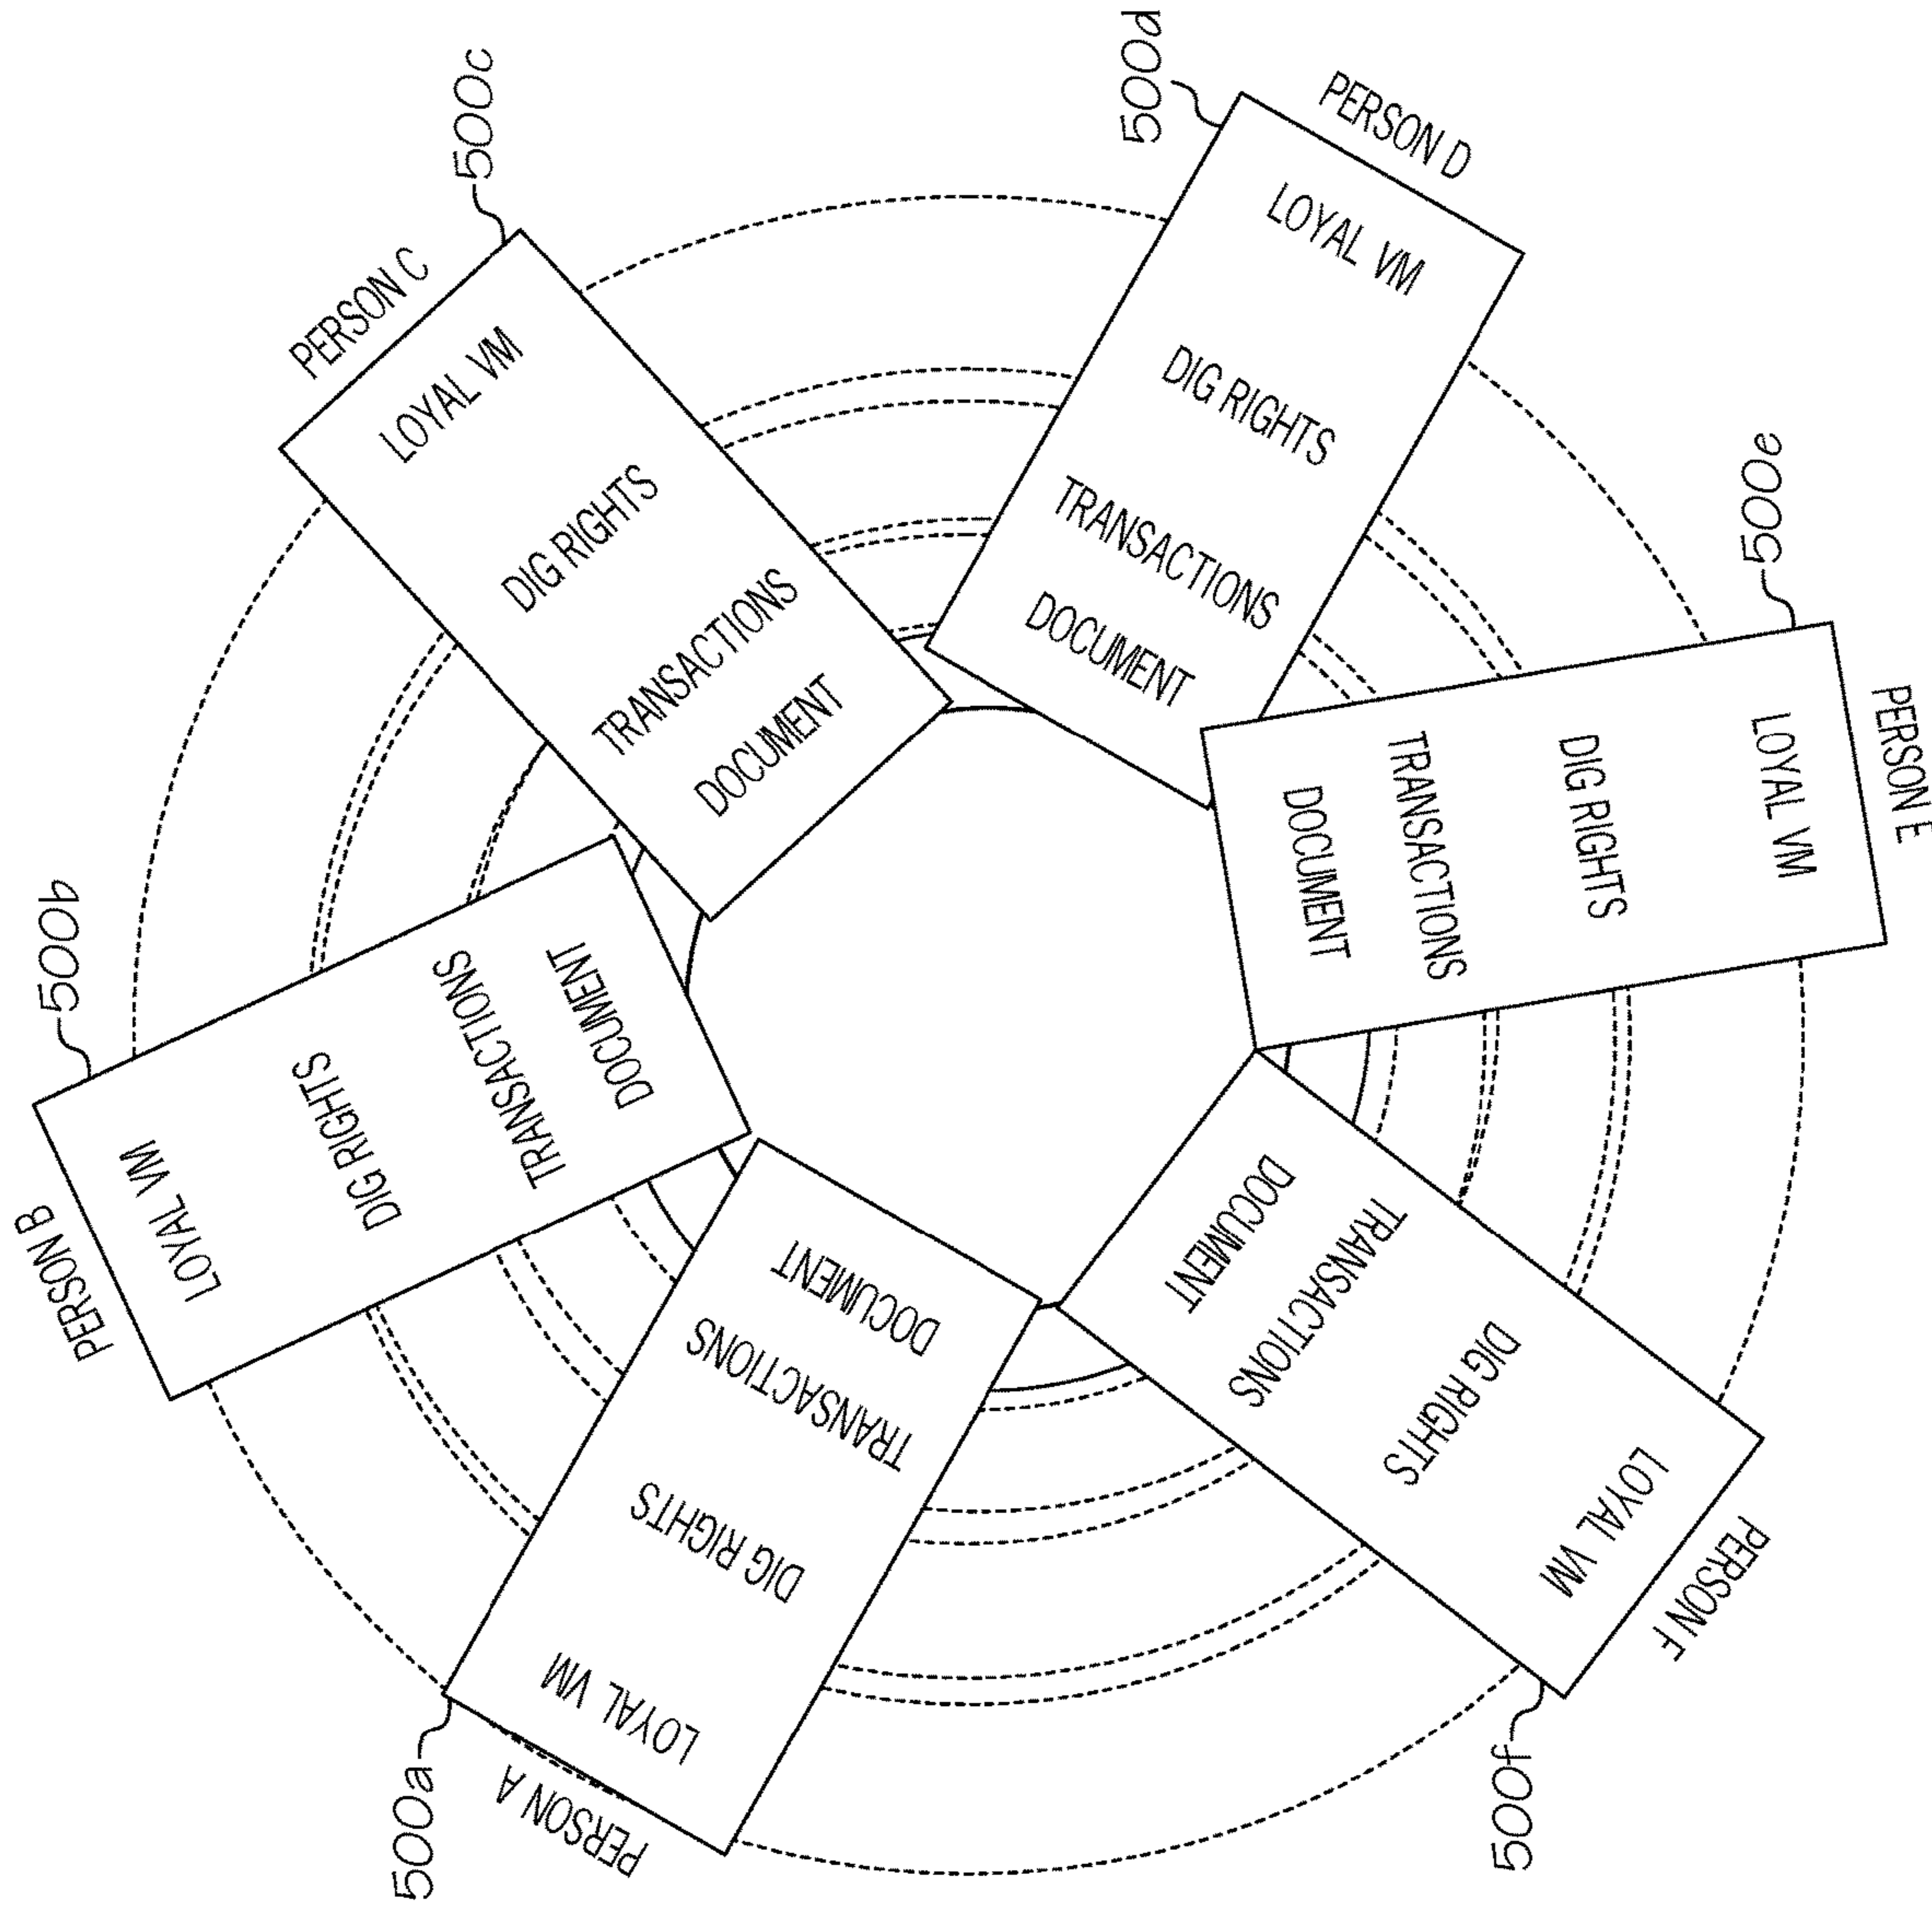 500a
PERSON A
LOYAL VM
DIG RIGHTS
TRANSACTIONS
DOCUMENT
500b
PERSON B
LOYAL VM
DIG RIGHTS
TRANSACTIONS
DOCUMENT
500c
PERSON C
LOYAL VM
DIG RIGHTS
TRANSACTIONS
DOCUMENT
500d
PERSON D
LOYAL VM
DIG RIGHTS
TRANSACTIONS
DOCUMENT
500e
PERSON E
LOYAL VM
DIG RIGHTS
TRANSACTIONS
DOCUMENT
500f
PERSON F
LOYAL VM
DIG RIGHTS
TRANSACTIONS
DOCUMENT